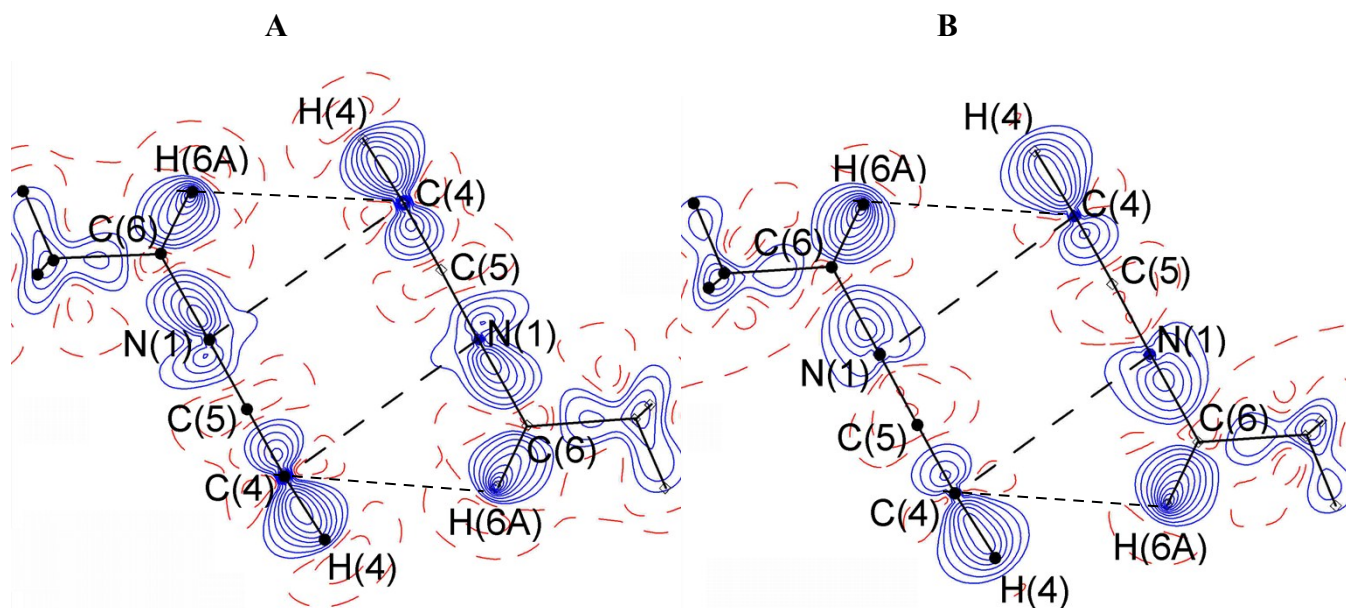 A
B
H(4)
H(6A)
C(4)
C(6)
C(5)
N(1)
N(1)
C(5)
C(6)
C(4)
H(6A)
H(4)
H(4)
H(6A)
C(4)
C(6)
C(5)
N(1)
N(1)
C(5)
C(6)
C(4)
H(6A)
H(4)